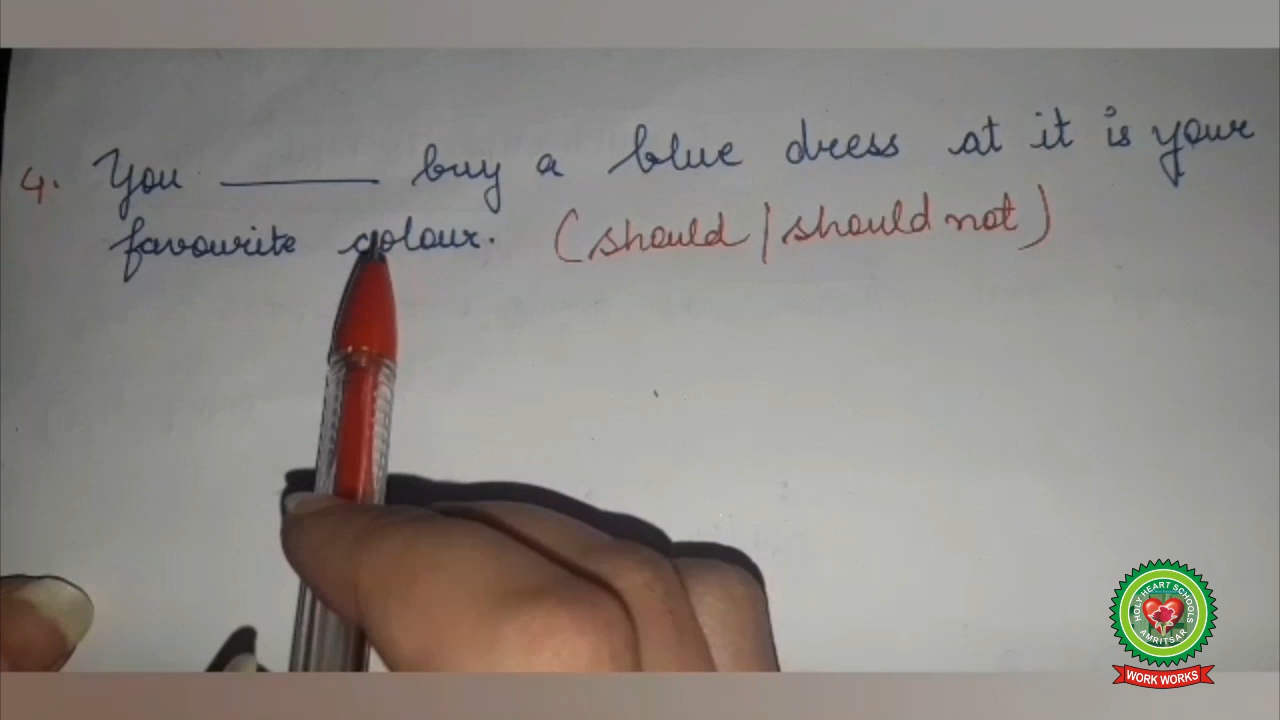 4. You ______ buy a blue dress at it is your
favourite colour. (should / should not)
HOLY HEART SCHOOLS
AMRITSAR
WORK WORKS